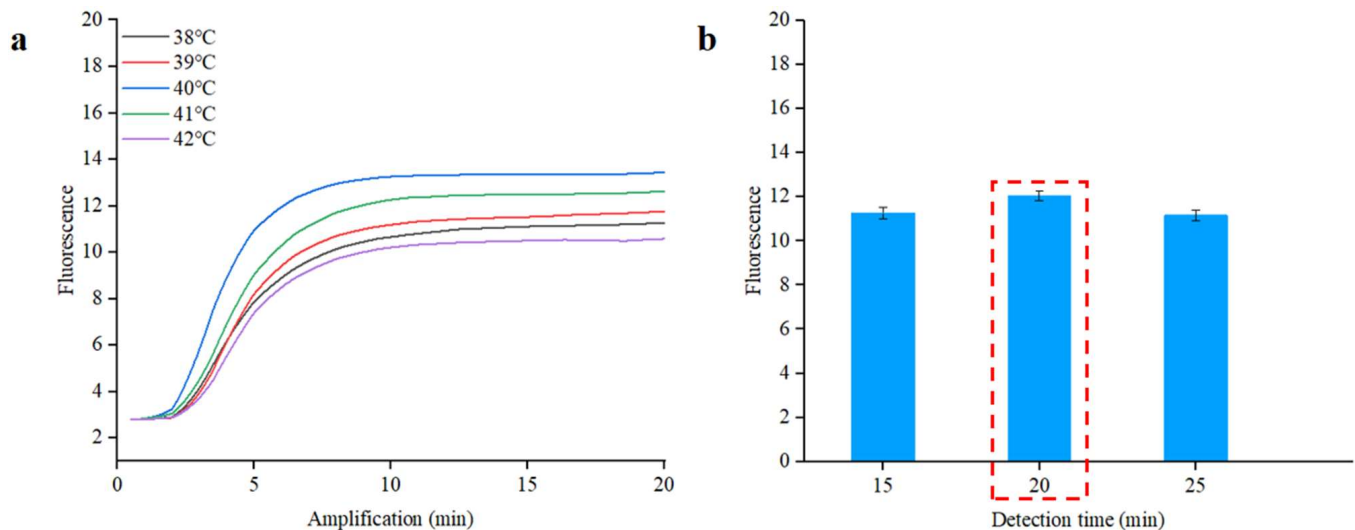 a
20
18
16
14
12
10
8
6
4
2
Fluorescence
38°C
39°C
40°C
41°C
42°C
0 5 10 15 20
Amplification (min)
b
20
18
16
14
12
10
8
6
4
2
0
Fluorescence
15 20 25
Detection time (min)